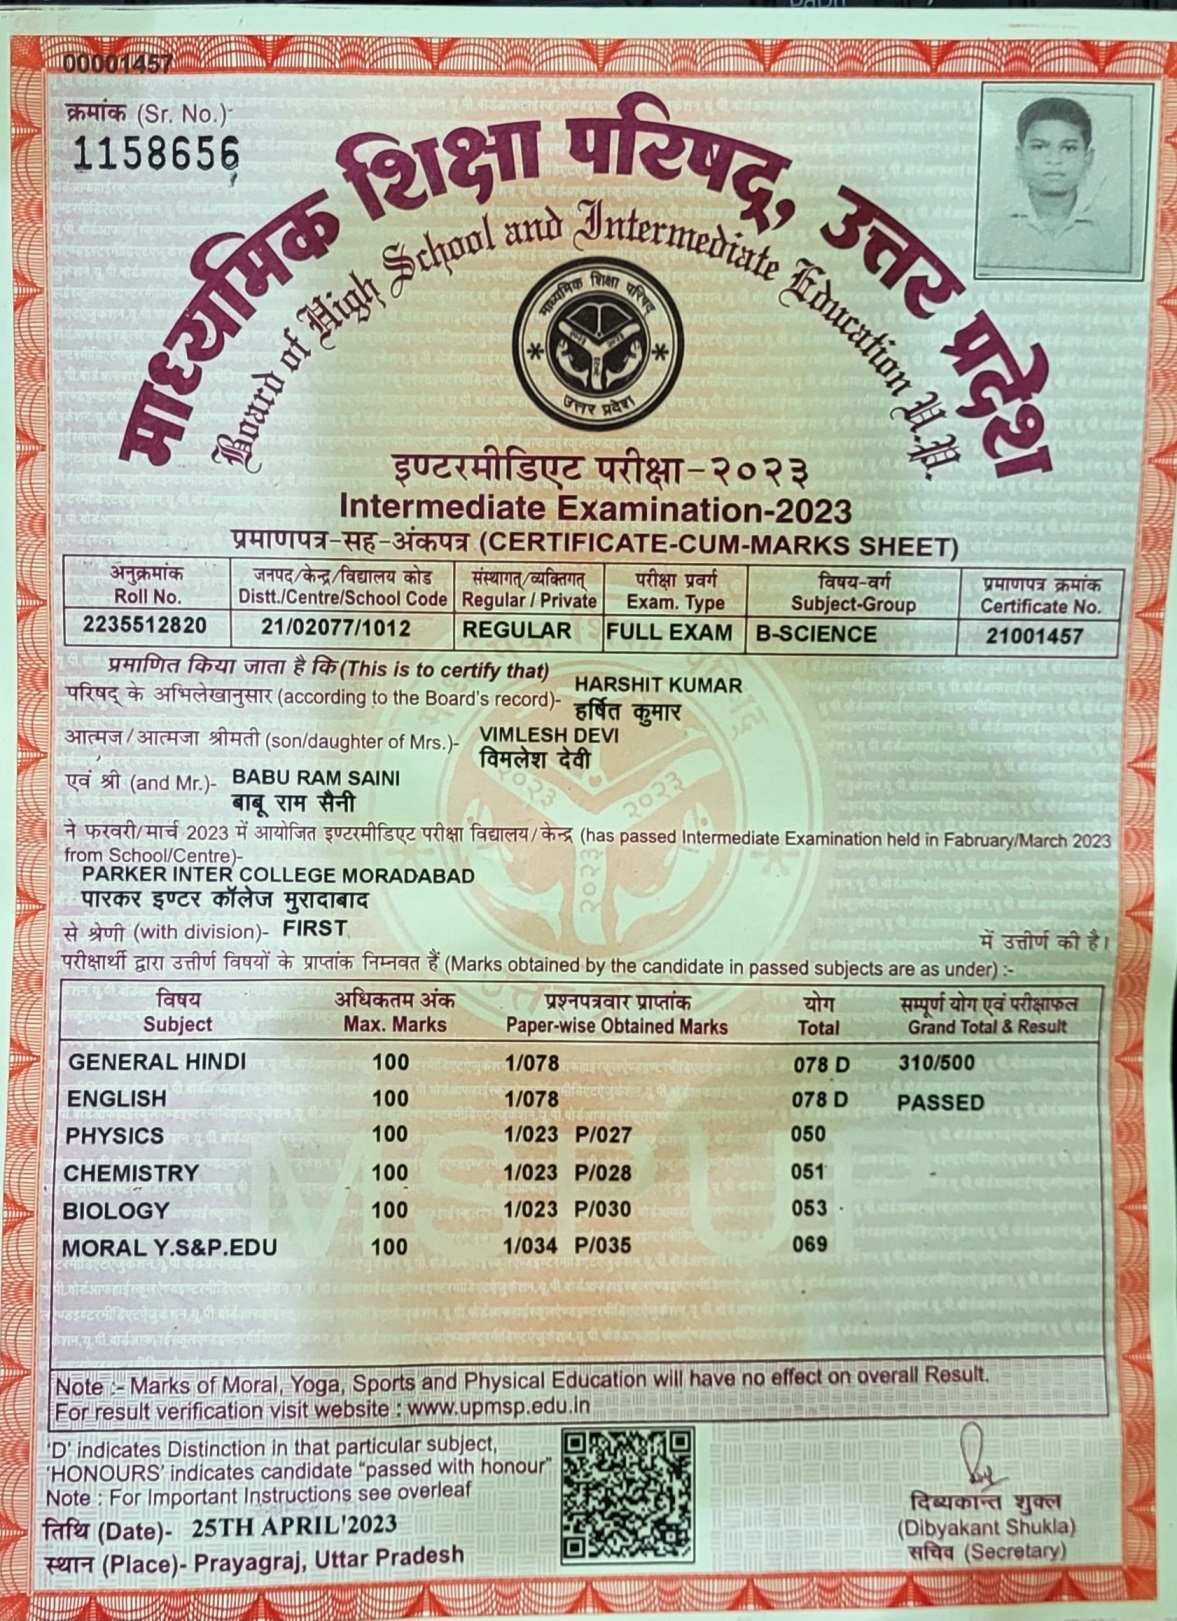 00001457
क्रमांक (Sr. No.)-
1158656
माध्यमिक शिक्षा परिषद्, उत्तर प्रदेश
Board of High School and Intermediate Education U.P.
माध्यमिक शिक्षा परिषद
उत्तर प्रदेश
इण्टरमीडिएट परीक्षा-२०२३
Intermediate Examination-2023
प्रमाणपत्र-सह-अंकपत्र (CERTIFICATE-CUM-MARKS SHEET)
अनुक्रमांक जनपद/केन्द्र/विद्यालय कोड संस्थागत्/व्यक्तिगत् परीक्षा प्रवर्ग विषय-वर्ग प्रमाणपत्र क्रमांक
Roll No. Distt./Centre/School Code Regular / Private Exam. Type Subject-Group Certificate No.
2235512820 21/02077/1012 REGULAR FULL EXAM B-SCIENCE 21001457
प्रमाणित किया जाता है कि (This is to certify that)
परिषद् के अभिलेखानुसार (according to the Board's record)- HARSHIT KUMAR
हर्षित कुमार
आत्मज/आत्मजा श्रीमती (son/daughter of Mrs.)- VIMLESH DEVI
विमलेश देवी
एवं श्री (and Mr.)- BABU RAM SAINI
बाबू राम सैनी
ने फरवरी/मार्च 2023 में आयोजित इण्टरमीडिएट परीक्षा विद्यालय/केन्द्र (has passed Intermediate Examination held in Fabruary/March 2023
from School/Centre)-
PARKER INTER COLLEGE MORADABAD
पारकर इण्टर कॉलेज मुरादाबाद
से श्रेणी (with division)- FIRST में उत्तीर्ण की है।
परीक्षार्थी द्वारा उत्तीर्ण विषयों के प्राप्तांक निम्नवत हैं (Marks obtained by the candidate in passed subjects are as under) :-
विषय अधिकतम अंक प्रश्नपत्रवार प्राप्तांक योग सम्पूर्ण योग एवं परीक्षाफल
Subject Max. Marks Paper-wise Obtained Marks Total Grand Total & Result
GENERAL HINDI 100 1/078 078 D 310/500
ENGLISH 100 1/078 078 D PASSED
PHYSICS 100 1/023 P/027 050
CHEMISTRY 100 1/023 P/028 051
BIOLOGY 100 1/023 P/030 053
MORAL Y.S&P.EDU 100 1/034 P/035 069
Note :- Marks of Moral, Yoga, Sports and Physical Education will have no effect on overall Result.
For result verification visit website : www.upmsp.edu.in
'D' indicates Distinction in that particular subject,
'HONOURS' indicates candidate "passed with honour"
Note : For Important Instructions see overleaf
तिथि (Date)- 25TH APRIL'2023
स्थान (Place)- Prayagraj, Uttar Pradesh
दिब्यकान्त शुक्ल
(Dibyakant Shukla)
सचिव (Secretary)